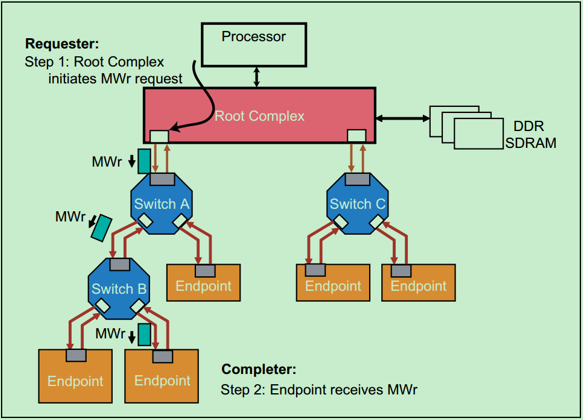 Requester:
Step 1: Root Complex
initiates MWr request
Processor
Root Complex
DDR
SDRAM
MWr
Switch A
Switch C
MWr
Endpoint
Endpoint
Endpoint
Switch B
MWr
Endpoint
Endpoint
Completer:
Step 2: Endpoint receives MWr